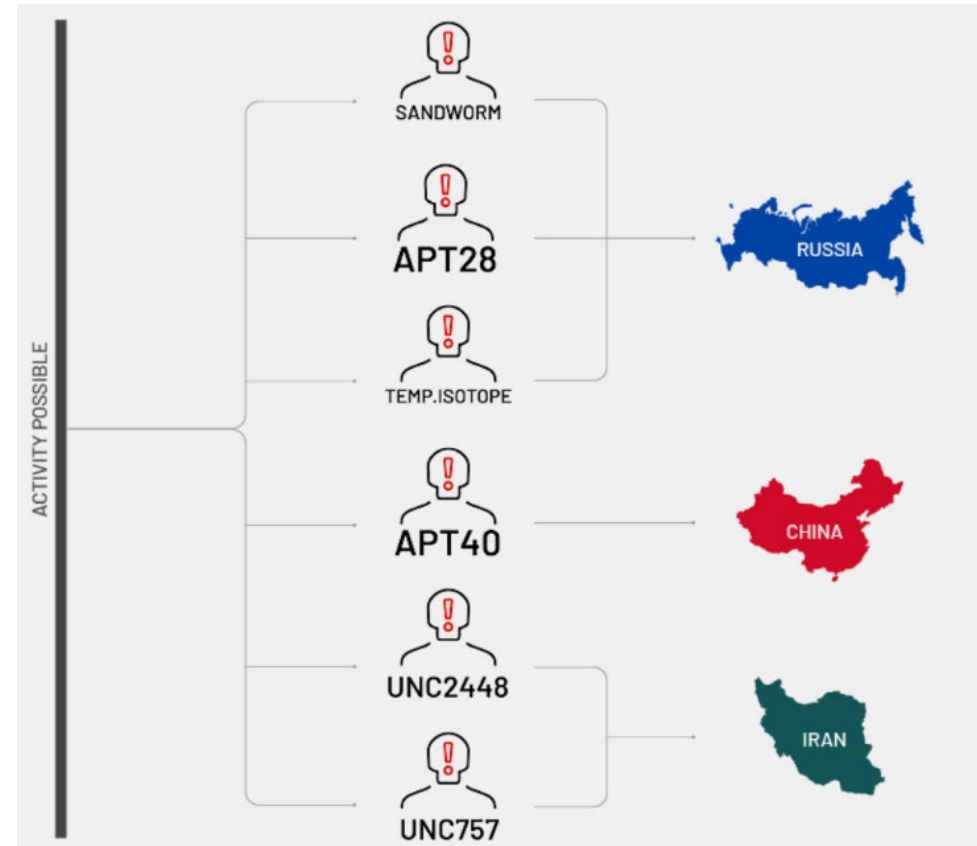 ACTIVITY POSSIBLE
SANDWORM
APT28
RUSSIA
TEMP.ISOTOPE
APT40
CHINA
UNC2448
IRAN
UNC757